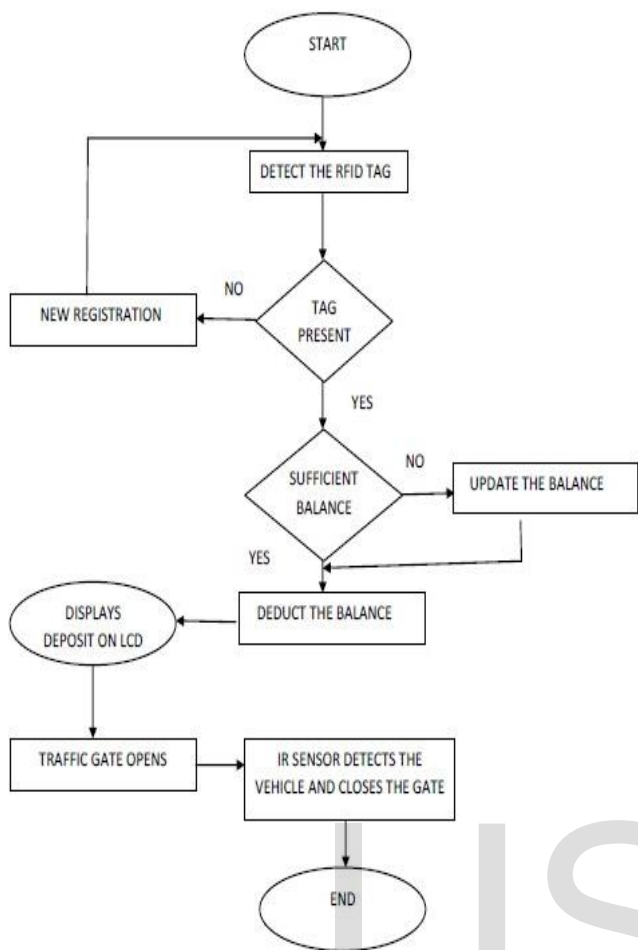 START
DETECT THE RFID TAG
NO
NEW REGISTRATION
TAG
PRESENT
YES
SUFFICIENT
BALANCE
NO
UPDATE THE BALANCE
YES
DEDUCT THE BALANCE
DISPLAYS
DEPOSIT ON LCD
TRAFFIC GATE OPENS
IR SENSOR DETECTS THE
VEHICLE AND CLOSES THE GATE
END